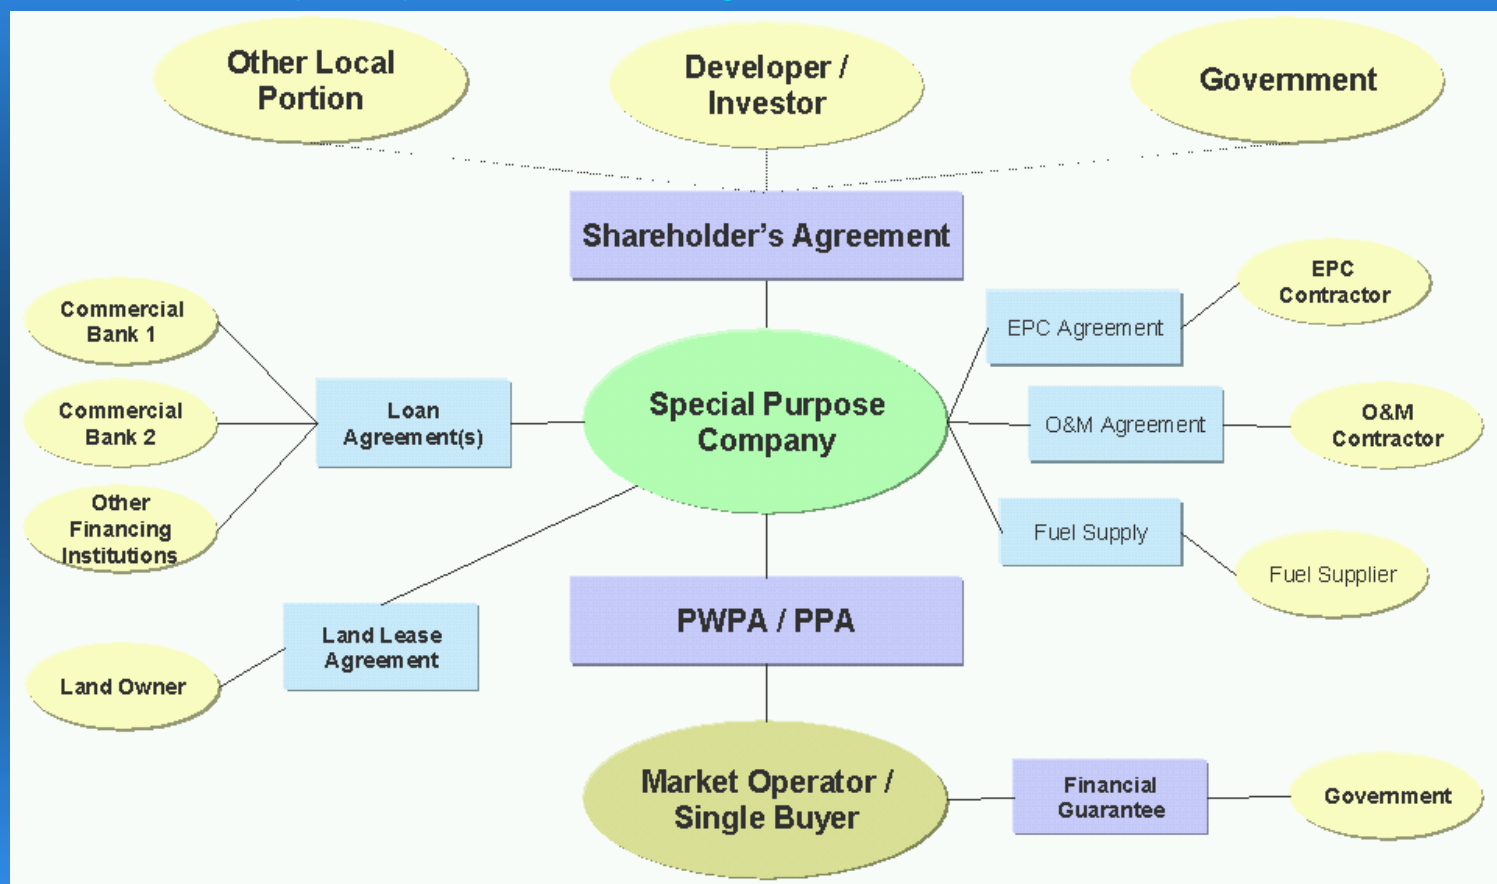 Other Local
Portion
Developer /
Investor
Government
Shareholder’s Agreement
EPC
Contractor
Commercial
Bank 1
EPC Agreement
Special Purpose
Company
Loan
Agreement(s)
Commercial
Bank 2
O&M Agreement
O&M
Contractor
Other
Financing
Institutions
Fuel Supply
Fuel Supplier
PWPA / PPA
Land Lease
Agreement
Land Owner
Market Operator /
Single Buyer
Financial
Guarantee
Government